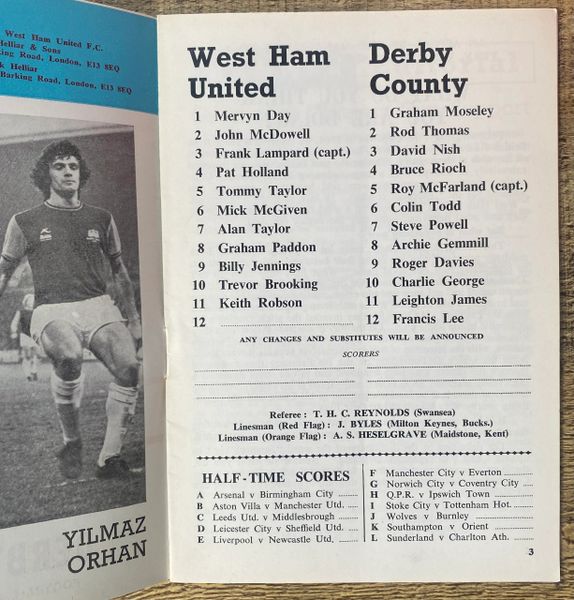 West Ham United F.C.
Helliar & Sons
king Road, London, E13 8EQ
k Helliar
Barking Road, London, E13 8EQ
YILMAZ
ORHAN
West Ham
United
1 Mervyn Day
2 John McDowell
3 Frank Lampard (capt.)
4 Pat Holland
5 Tommy Taylor
6 Mick McGiven
7 Alan Taylor
8 Graham Paddon
9 Billy Jennings
10 Trevor Brooking
11 Keith Robson
12
Derby
County
1 Graham Moseley
2 Rod Thomas
3 David Nish
4 Bruce Rioch
5 Roy McFarland (capt.)
6 Colin Todd
7 Steve Powell
8 Archie Gemmill
9 Roger Davies
10 Charlie George
11 Leighton James
12 Francis Lee
ANY CHANGES AND SUBSTITUTES WILL BE ANNOUNCED
SCORERS
Referee : T. H. C. REYNOLDS (Swansea)
Linesman (Red Flag) : J. BYLES (Milton Keynes, Bucks.)
Linesman (Orange Flag) : A. S. HESELGRAVE (Maidstone, Kent)
HALF-TIME SCORES
A Arsenal v Birmingham City
B Aston Villa v Manchester Utd.
C Leeds Utd. v Middlesbrough
D Leicester City v Sheffield Utd.
E Liverpool v Newcastle Utd.
F Manchester City v Everton
G Norwich City v Coventry City
H Q.P.R. v Ipswich Town
I Stoke City v Tottenham Hot.
J Wolves v Burnley
K Southampton v Orient
L Sunderland v Charlton Ath.
3